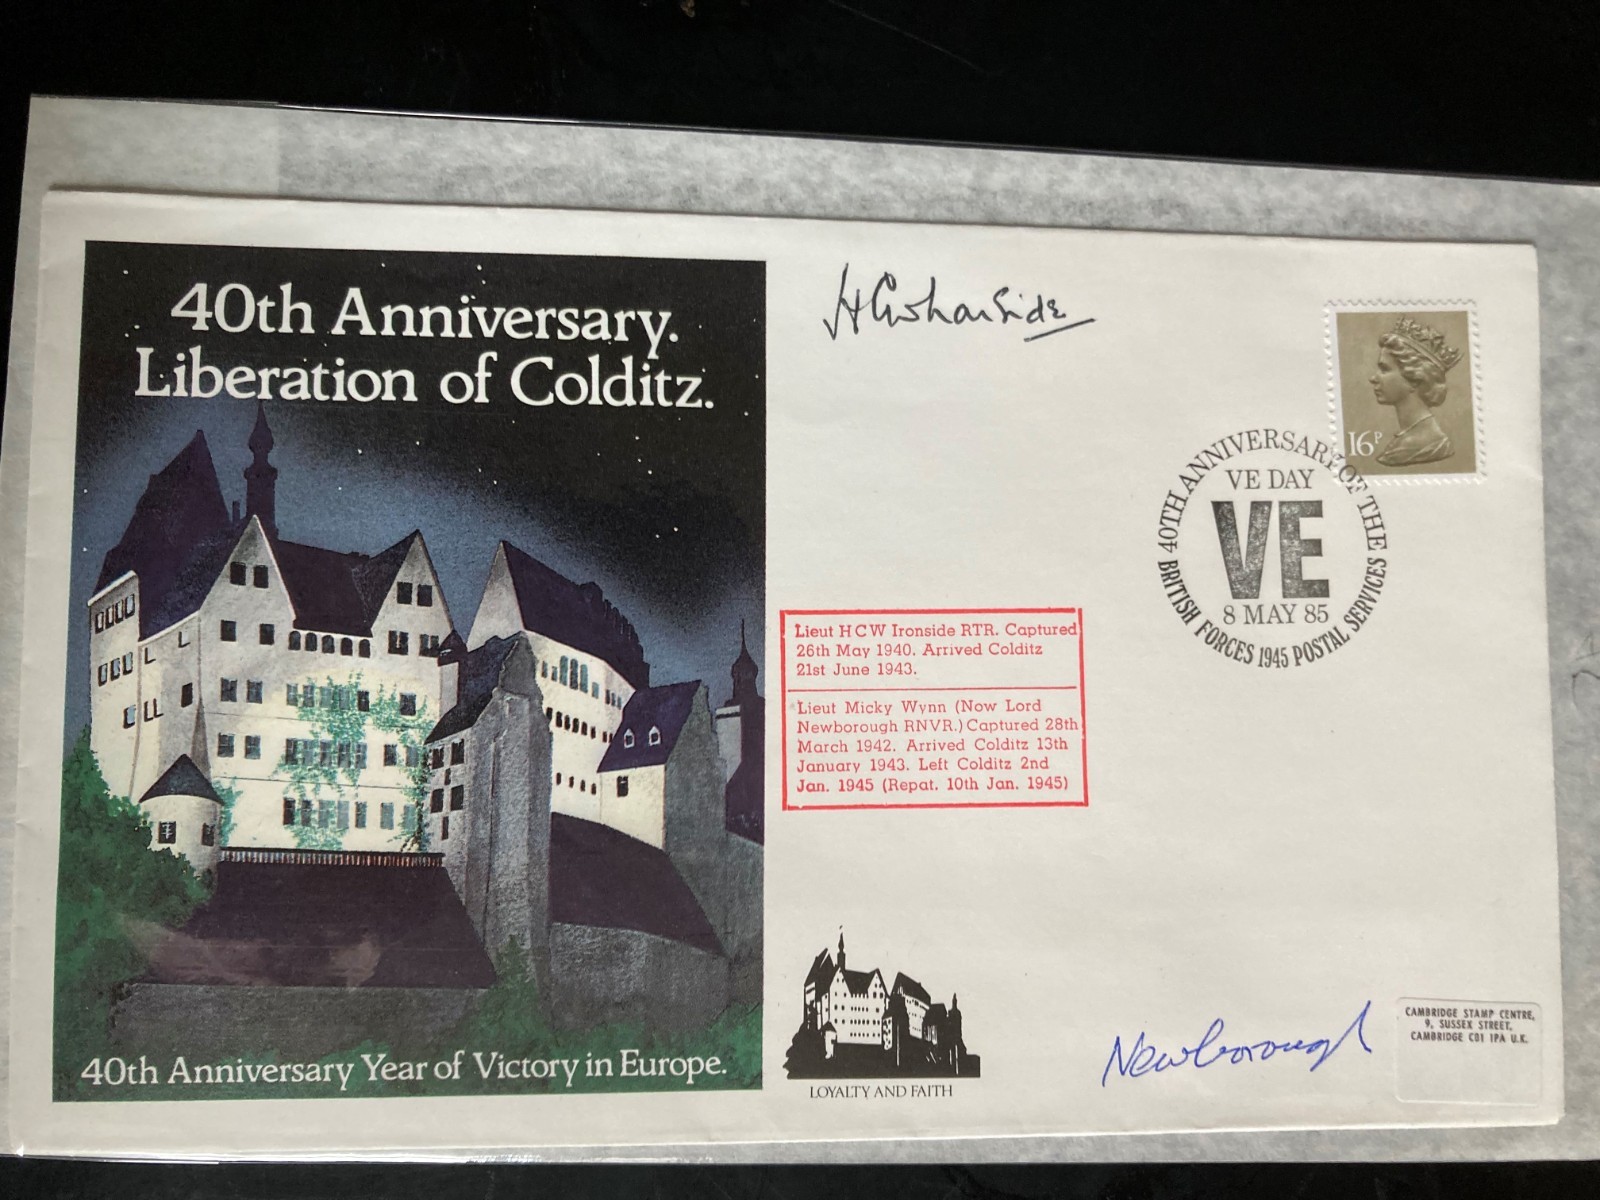 40th Anniversary.
Liberation of Colditz.
40th Anniversary Year of Victory in Europe.
HCW Ironside
16P
40TH ANNIVERSARY OF THE
VE DAY
VE
8 MAY 85
BRITISH FORCES 1945 POSTAL SERVICES
Lieut HCW Ironside RTR. Captured
26th May 1940. Arrived Colditz
21st June 1943.
Lieut Micky Wynn (Now Lord
Newborough RNVR.) Captured 28th
March 1942. Arrived Colditz 13th
January 1943. Left Colditz 2nd
Jan. 1945 (Repat. 10th Jan. 1945)
LOYALTY AND FAITH
Newborough
CAMBRIDGE STAMP CENTRE,
9, SUSSEX STREET,
CAMBRIDGE CO1 1PA U.K.